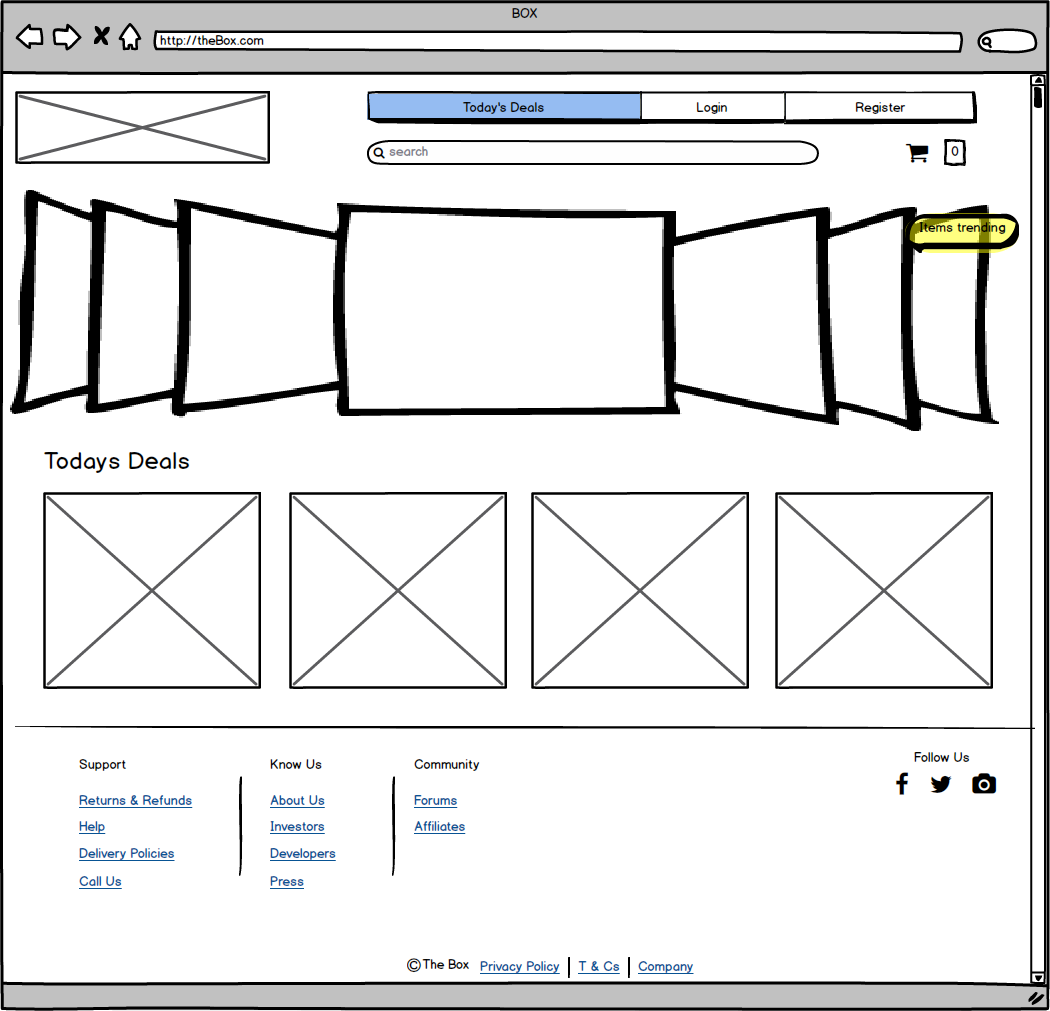 BOX
http://theBox.com
Today's Deals
Login
Register
search
0
Items trending
Todays Deals
Support
Know Us
Community
Follow Us
Returns & Refunds
About Us
Forums
Help
Investors
Affiliates
Delivery Policies
Developers
Call Us
Press
©The Box
Privacy Policy
T & Cs
Company